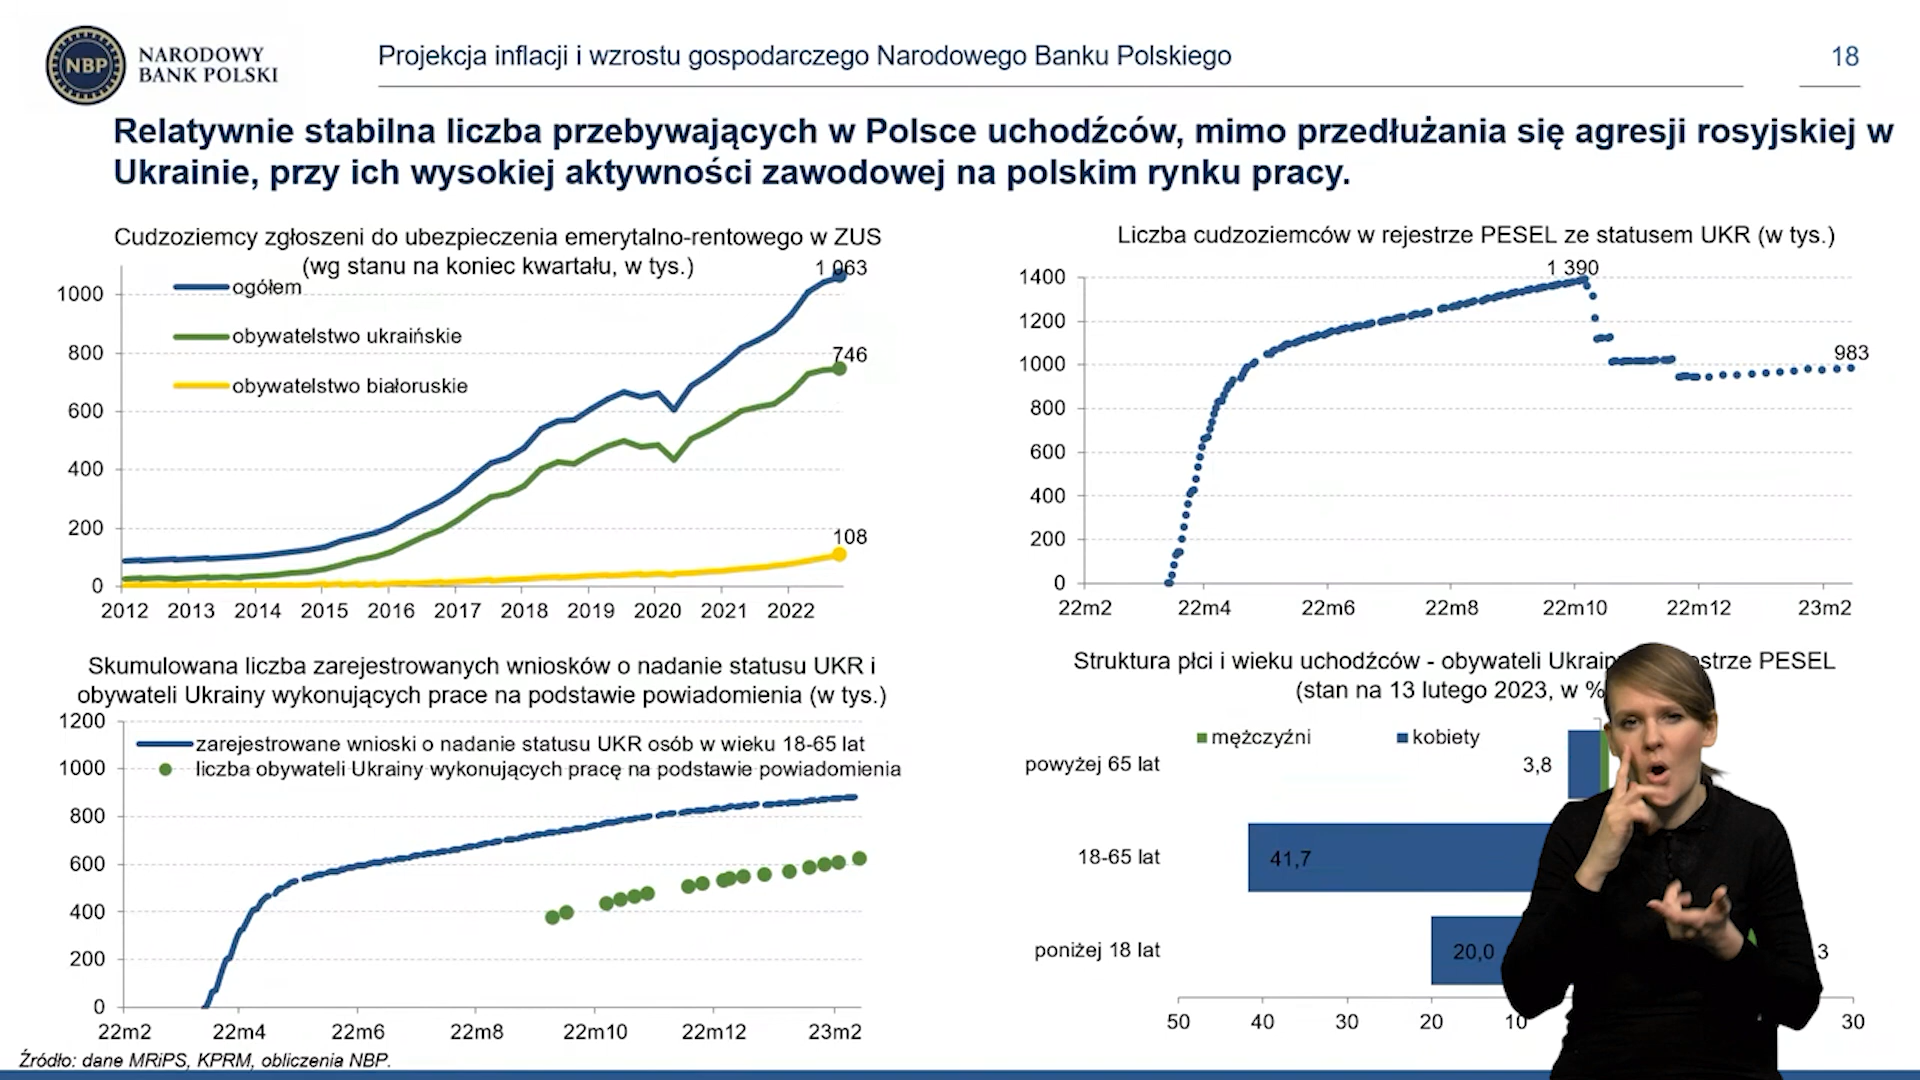 NBP
NARODOWY
BANK POLSKI
Projekcja inflacji i wzrostu gospodarczego Narodowego Banku Polskiego
18
Relatywnie stabilna liczba przebywających w Polsce uchodźców, mimo przedłużania się agresji rosyjskiej w
Ukrainie, przy ich wysokiej aktywności zawodowej na polskim rynku pracy.
Cudzoziemcy zgłoszeni do ubezpieczenia emerytalno-rentowego w ZUS
(wg stanu na koniec kwartału, w tys.)
1 063
1000
ogółem
obywatelstwo ukraińskie
800
746
obywatelstwo białoruskie
600
400
200
108
0
2012 2013 2014 2015 2016 2017 2018 2019 2020 2021 2022
Liczba cudzoziemców w rejestrze PESEL ze statusem UKR (w tys.)
1 390
1400
1200
1000
983
800
600
400
200
0
22m2 22m4 22m6 22m8 22m10 22m12 23m2
Skumulowana liczba zarejestrowanych wniosków o nadanie statusu UKR i
obywateli Ukrainy wykonujących prace na podstawie powiadomienia (w tys.)
1200
zarejestrowane wnioski o nadanie statusu UKR osób w wieku 18-65 lat
1000
liczba obywateli Ukrainy wykonujących pracę na podstawie powiadomienia
800
600
400
200
0
22m2 22m4 22m6 22m8 22m10 22m12 23m2
Struktura płci i wieku uchodźców - obywateli PESEL
(stan na 13 lutego 2023, w %
mężczyźni kobiety
powyżej 65 lat 3,8
18-65 lat 41,7
poniżej 18 lat 20,0 3
50 40 30 20 10 30
Źródło: dane MRiPS, KPRM, obliczenia NBP.